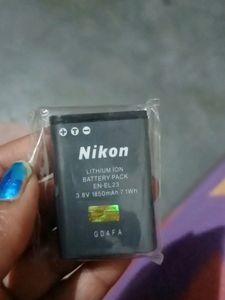 Nikon
LITHIUM ION
BATTERY PACK
EN-EL23
3.8V 1850mAh 7.1Wh
GD4FA